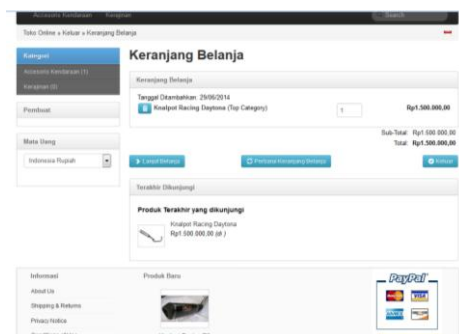 Accessoris Kendaraan Kerajinan
Search
Toko Online » Keluar » Keranjang Belanja
Kategori
Keranjang Belanja
Accessoris Kendaraan (1)
Kerajinan (0)
Keranjang Belanja
Tanggal Ditambahkan: 29/06/2014
Knalpot Racing Daytona (Top Category)
1
Rp1.500.000,00
Pembuat
Sub-Total: Rp1.500.000,00
Total: Rp1.500.000,00
Mata Uang
Indonesia Rupiah
Lanjut Belanja
Perbarui Keranjang Belanja
Keluar
Terakhir Dikunjungi
Produk Terakhir yang dikunjungi
Knalpot Racing Daytona
Rp1.500.000,00
Informasi
Produk Baru
PayPal
About Us
Shipping & Returns
Privacy Notice
VISA